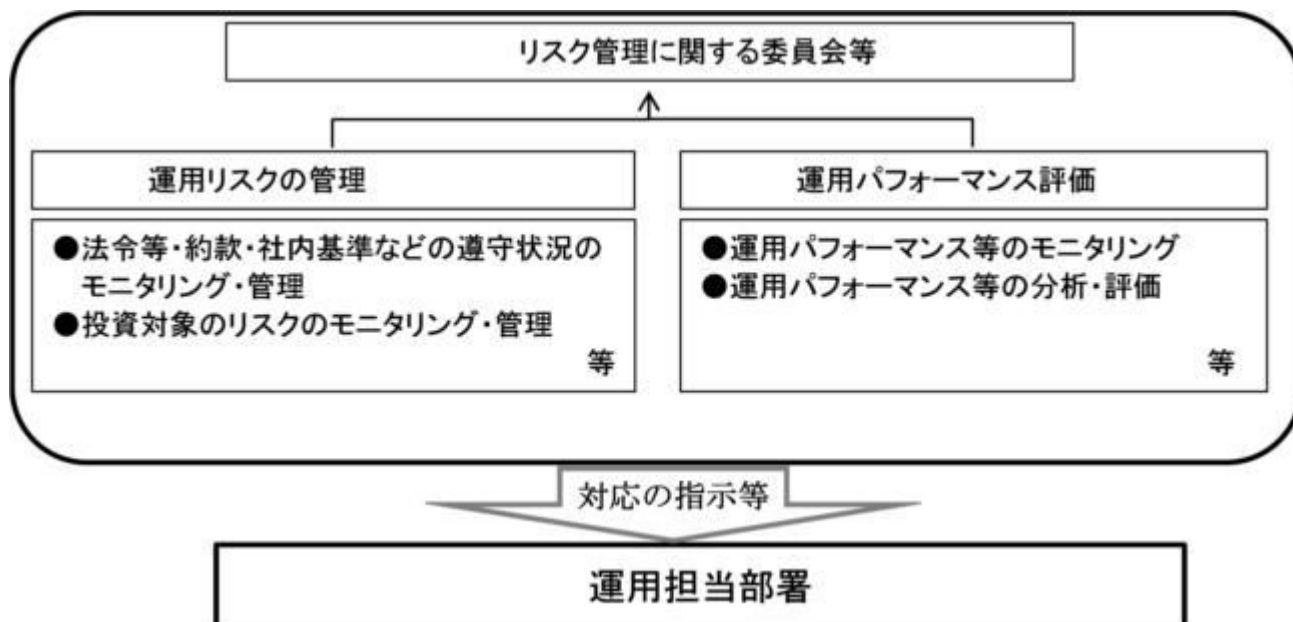 リスク管理に関する委員会等
運用リスクの管理
運用パフォーマンス評価
●法令等・約款・社内基準などの遵守状況の
モニタリング・管理
●投資対象のリスクのモニタリング・管理
等
●運用パフォーマンス等のモニタリング
●運用パフォーマンス等の分析・評価
等
対応の指示等
運用担当部署